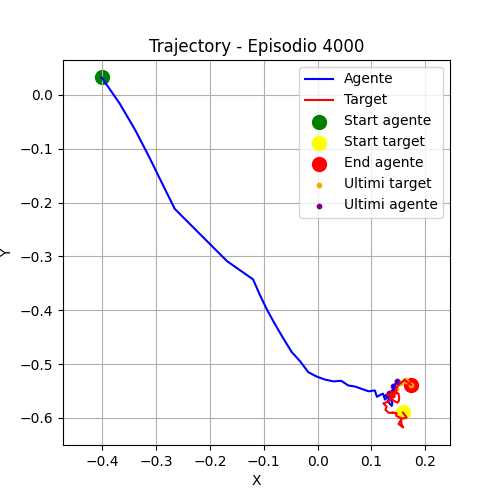 Trajectory - Episodio 4000
Agente
Target
Start agente
Start target
End agente
Ultimi target
Ultimi agente
0.0
−0.1
−0.2
−0.3
−0.4
−0.5
−0.6
Y
−0.4
−0.3
−0.2
−0.1
0.0
0.1
0.2
X